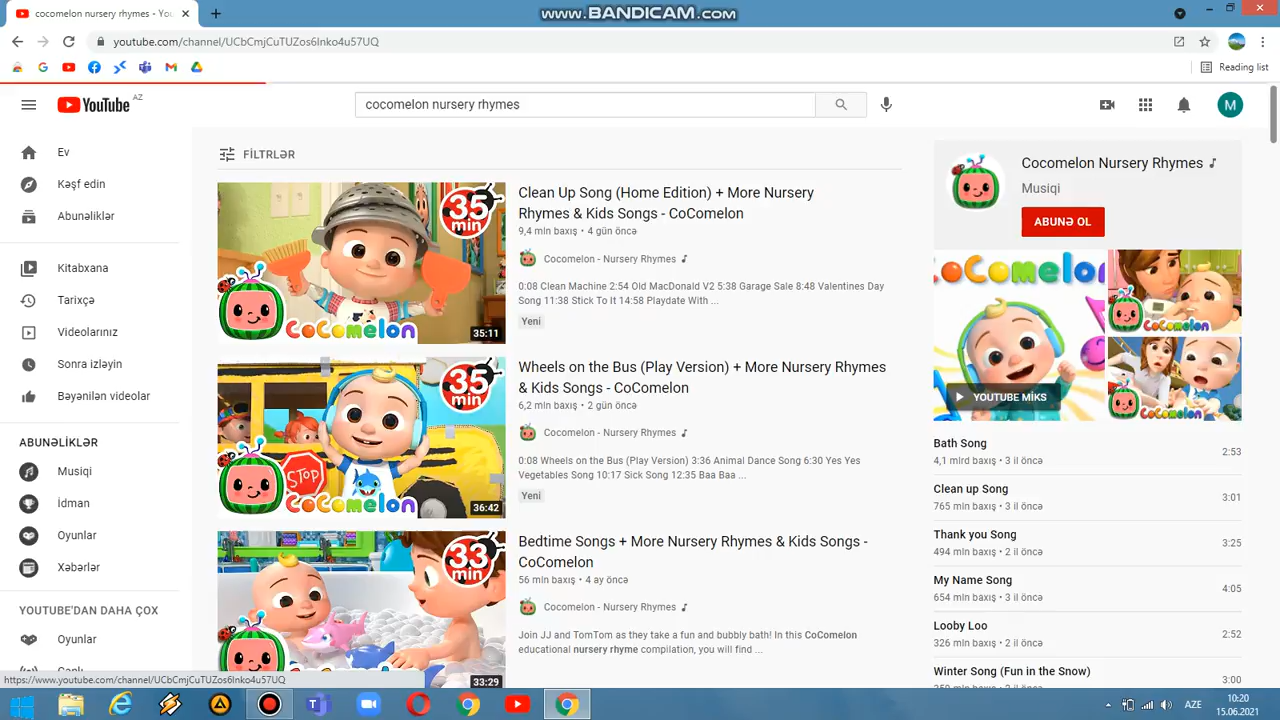 cocomelon nursery rhymes - You
www.BANDICAM.com
youtube.com/channel/UCbCmjCuTUZos6Inko4u57UQ
Reading list
YouTube AZ
cocomelon nursery rhymes
M
Ev
Kəşf edin
Abunəliklər
Kitabxana
Tarixçə
Videolarınız
Sonra izləyin
Bəyənilən videolar
ABUNƏLİKLƏR
Musiqi
İdman
Oyunlar
Xəbərlər
YOUTUBE'DAN DAHA ÇOX
Oyunlar
Canlı
FİLTRLƏR
35 min
CoComelon
35:11
Clean Up Song (Home Edition) + More Nursery
Rhymes & Kids Songs - CoComelon
9,4 mln baxış • 4 gün öncə
Cocomelon - Nursery Rhymes
0:08 Clean Machine 2:54 Old MacDonald V2 5:38 Garage Sale 8:48 Valentines Day
Song 11:38 Stick To it 14:58 Playdate With ...
Yeni
35 min
STOP
CoComelon
36:42
Wheels on the Bus (Play Version) + More Nursery Rhymes
& Kids Songs - CoComelon
6,2 mln baxış • 2 gün öncə
Cocomelon - Nursery Rhymes
0:08 Wheels on the Bus (Play Version) 3:36 Animal Dance Song 6:30 Yes Yes
Vegetables Song 10:17 Sick Song 12:35 Baa Baa ...
Yeni
33 min
33:29
Bedtime Songs + More Nursery Rhymes & Kids Songs -
CoComelon
56 mln baxış • 4 ay öncə
Cocomelon - Nursery Rhymes
Join JJ and TomTom as they take a fun and bubbly bath! In this CoComelon
educational nursery rhyme compilation, you will find ...
Cocomelon Nursery Rhymes
Musiqi
ABUNƏ OL
CoComelon
YOUTUBE MİKS
CoComelon
CoComelon
Bath Song
4,1 mlrd baxış • 3 il öncə
2:53
Clean up Song
765 mln baxış • 3 il öncə
3:01
Thank you Song
494 mln baxış • 2 il öncə
3:25
My Name Song
654 mln baxış • 3 il öncə
4:05
Looby Loo
326 mln baxış • 2 il öncə
2:52
Winter Song (Fun in the Snow)
3:00
https://www.youtube.com/channel/UCbCmjCuTUZos6Inko4u57UQ
AZE
10:20
15.06.2021